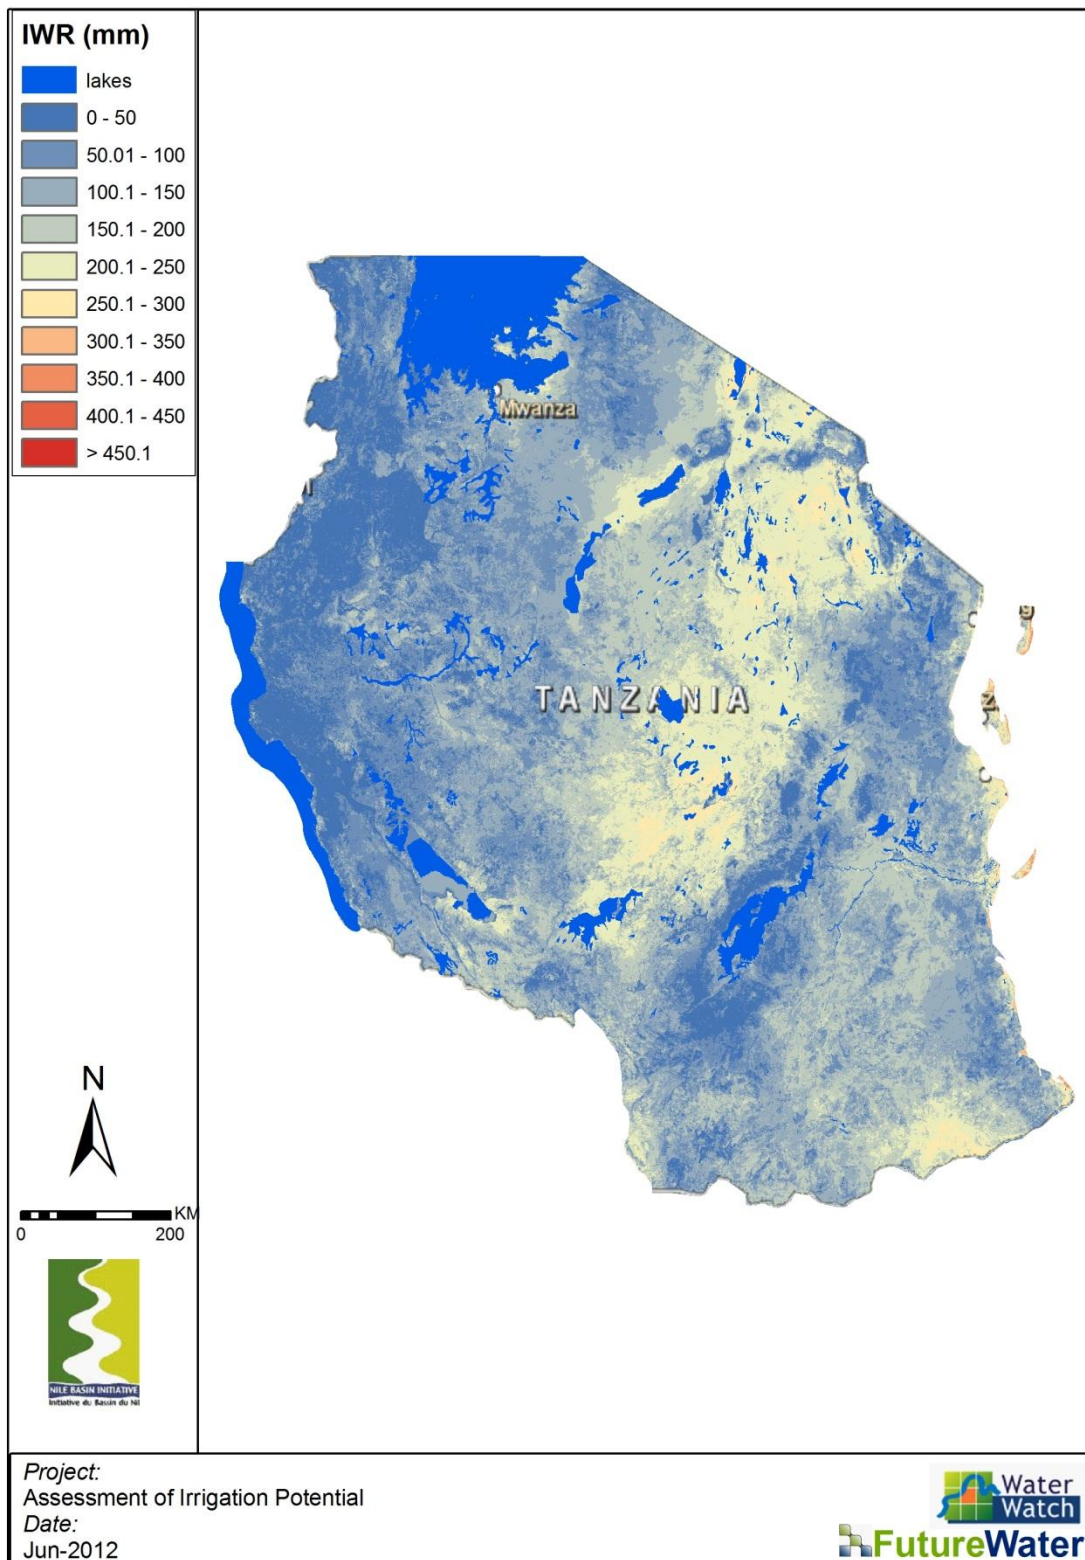 IWR (mm)
lakes
0 - 50
50.01 - 100
100.1 - 150
150.1 - 200
200.1 - 250
250.1 - 300
300.1 - 350
350.1 - 400
400.1 - 450
> 450.1
Mwanza
TANZANIA
N
KM
0 200
NILE BASIN INITIATIVE
Initiative du Bassin du Nil
Project:
Assessment of Irrigation Potential
Date:
Jun-2012
Water
Watch
FutureWater